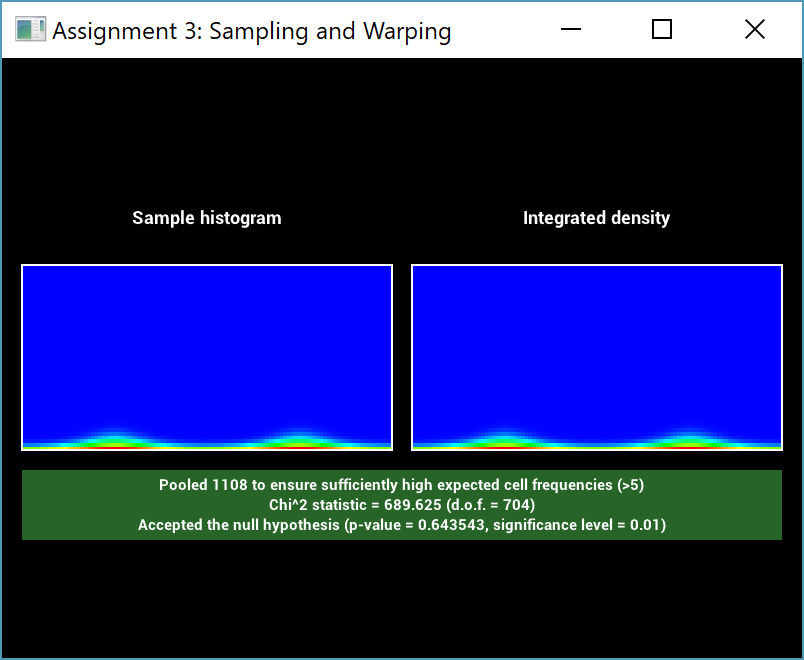 Assignment 3: Sampling and Warping
Sample histogram
Integrated density
Pooled 1108 to ensure sufficiently high expected cell frequencies (>5)
Chi^2 statistic = 689.625 (d.o.f. = 704)
Accepted the null hypothesis (p-value = 0.643543, significance level = 0.01)